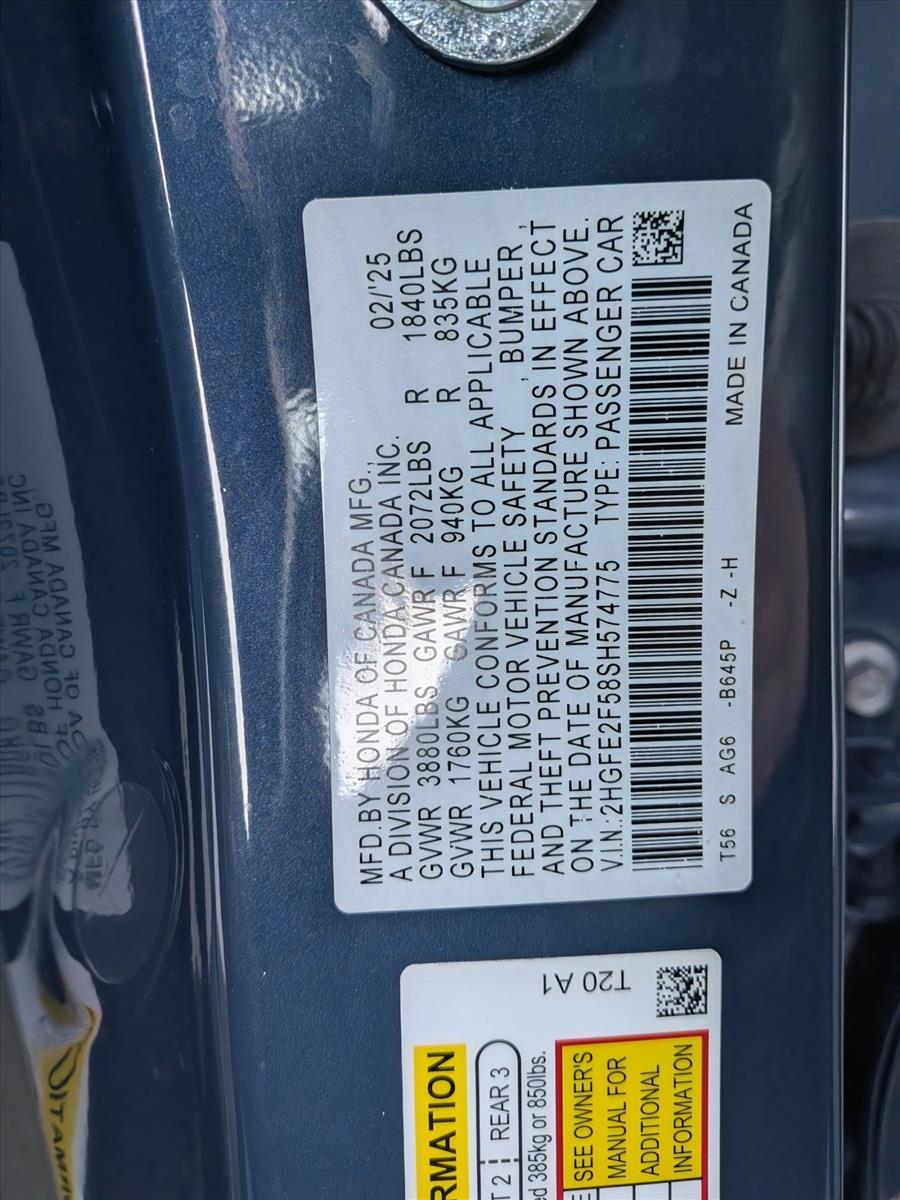 MFD.BY HONDA OF CANADA MFG.,
A DIVISION OF HONDA CANADA INC. 02/'25
GVWR 3880LBS GAWR F 2072LBS R 1840LBS
GVWR 1760KG GAWR F 940KG R 835KG
THIS VEHICLE CONFORMS TO ALL APPLICABLE
FEDERAL MOTOR VEHICLE SAFETY, BUMPER,
AND THEFT PREVENTION STANDARDS IN EFFECT
ON THE DATE OF MANUFACTURE SHOWN ABOVE.
V.I.N.:2HGFE2F58SH574775 TYPE: PASSENGER CAR
T56 S AG6 -B645P -Z -H MADE IN CANADA
T20 A1
REAR 3
385kg or 850lbs.
SEE OWNER'S
MANUAL FOR
ADDITIONAL
INFORMATION